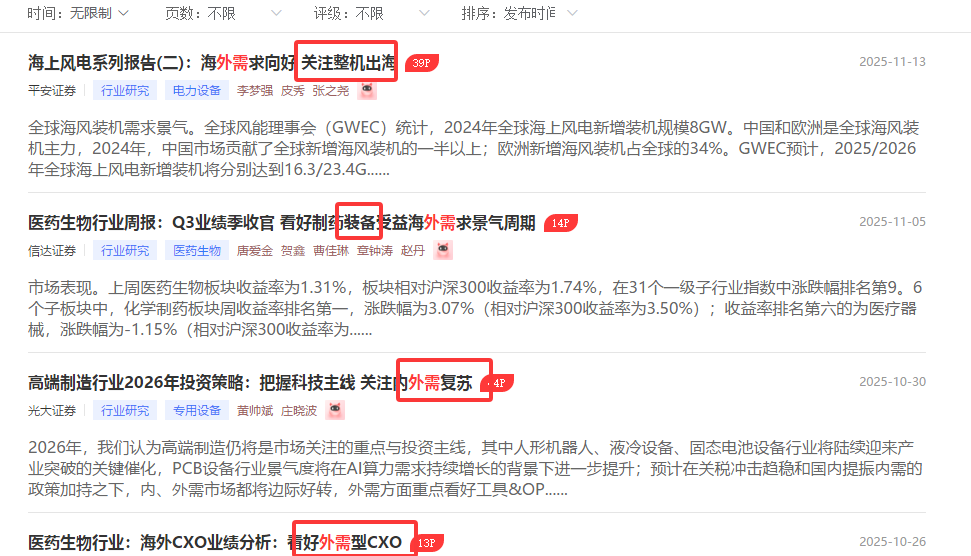 时间：无限制 页数：不限 评级：不限 排序：发布时间
海上风电系列报告(二)：海外需求向好 关注整机出海 39P 2025-11-13
平安证券 行业研究 电力设备 李梦强 皮秀 张之尧
全球海风装机需求景气。全球风能理事会（GWEC）统计，2024年全球海上风电新增装机规模8GW。中国和欧洲是全球海风装
机主力，2024年，中国市场贡献了全球新增海风装机的一半以上；欧洲新增海风装机占全球的34%。GWEC预计，2025/2026
年全球海上风电新增装机将分别达到16.3/23.4G......
医药生物行业周报：Q3业绩季收官 看好制药装备受益海外需求景气周期 14P 2025-11-05
信达证券 行业研究 医药生物 唐爱金 贺鑫 曹佳琳 章钟涛 赵丹
市场表现。上周医药生物板块收益率为1.31%，板块相对沪深300收益率为1.74%，在31个一级子行业指数中涨跌幅排名第9。6
个子板块中，化学制药板块周收益率排名第一，涨跌幅为3.07%（相对沪深300收益率为3.50%）；收益率排名第六的为医疗器
械，涨跌幅为-1.15%（相对沪深300收益率为......
高端制造行业2026年投资策略：把握科技主线 关注内外需复苏 4P 2025-10-30
光大证券 行业研究 专用设备 黄帅斌 庄晓波
2026年，我们认为高端制造仍将是市场关注的重点与投资主线，其中人形机器人、液冷设备、固态电池设备行业将陆续迎来产
业突破的关键催化，PCB设备行业景气度将在AI算力需求持续增长的背景下进一步提升；预计在关税冲击趋稳和国内提振内需的
政策加持之下，内、外需市场都将边际好转，外需方面重点看好工具&OP......
医药生物行业：海外CXO业绩分析：看好外需型CXO 13P 2025-10-26